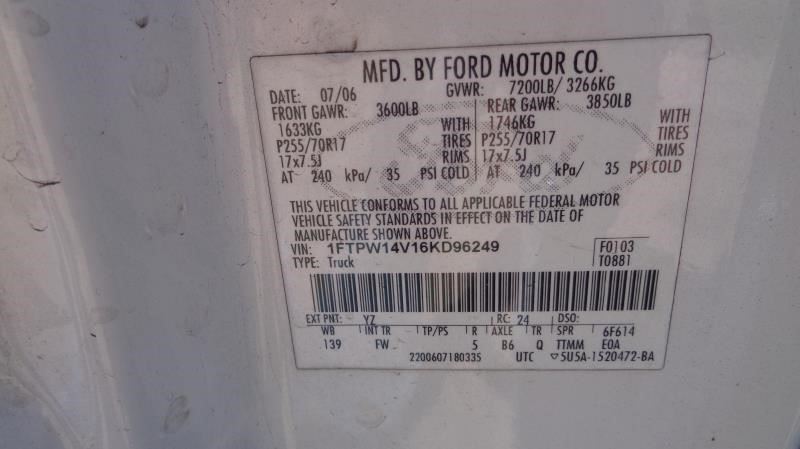 MFD. BY FORD MOTOR CO.
DATE: 07/06 GVWR: 7200LB/ 3266KG
FRONT GAWR: 3600LB REAR GAWR: 3850LB
1633KG WITH 1746KG WITH
P255/70R17 TIRES P255/70R17 TIRES
17x7.5J RIMS 17x7.5J RIMS
AT 240 kPa/ 35 PSI COLD AT 240 kPa/ 35 PSI COLD
THIS VEHICLE CONFORMS TO ALL APPLICABLE FEDERAL MOTOR
VEHICLE SAFETY STANDARDS IN EFFECT ON THE DATE OF
MANUFACTURE SHOWN ABOVE.
VIN: 1FTPW14V16KD96249 F0103
TYPE: Truck T0881
EXT PNT: YZ RC: 24 DSO:
WB INT TR TP/PS R AXLE TR SPR 6F614
139 FW 5 B6 Q TTMM E0A
220060718033S UTC ▽5U5A-1520472-BA